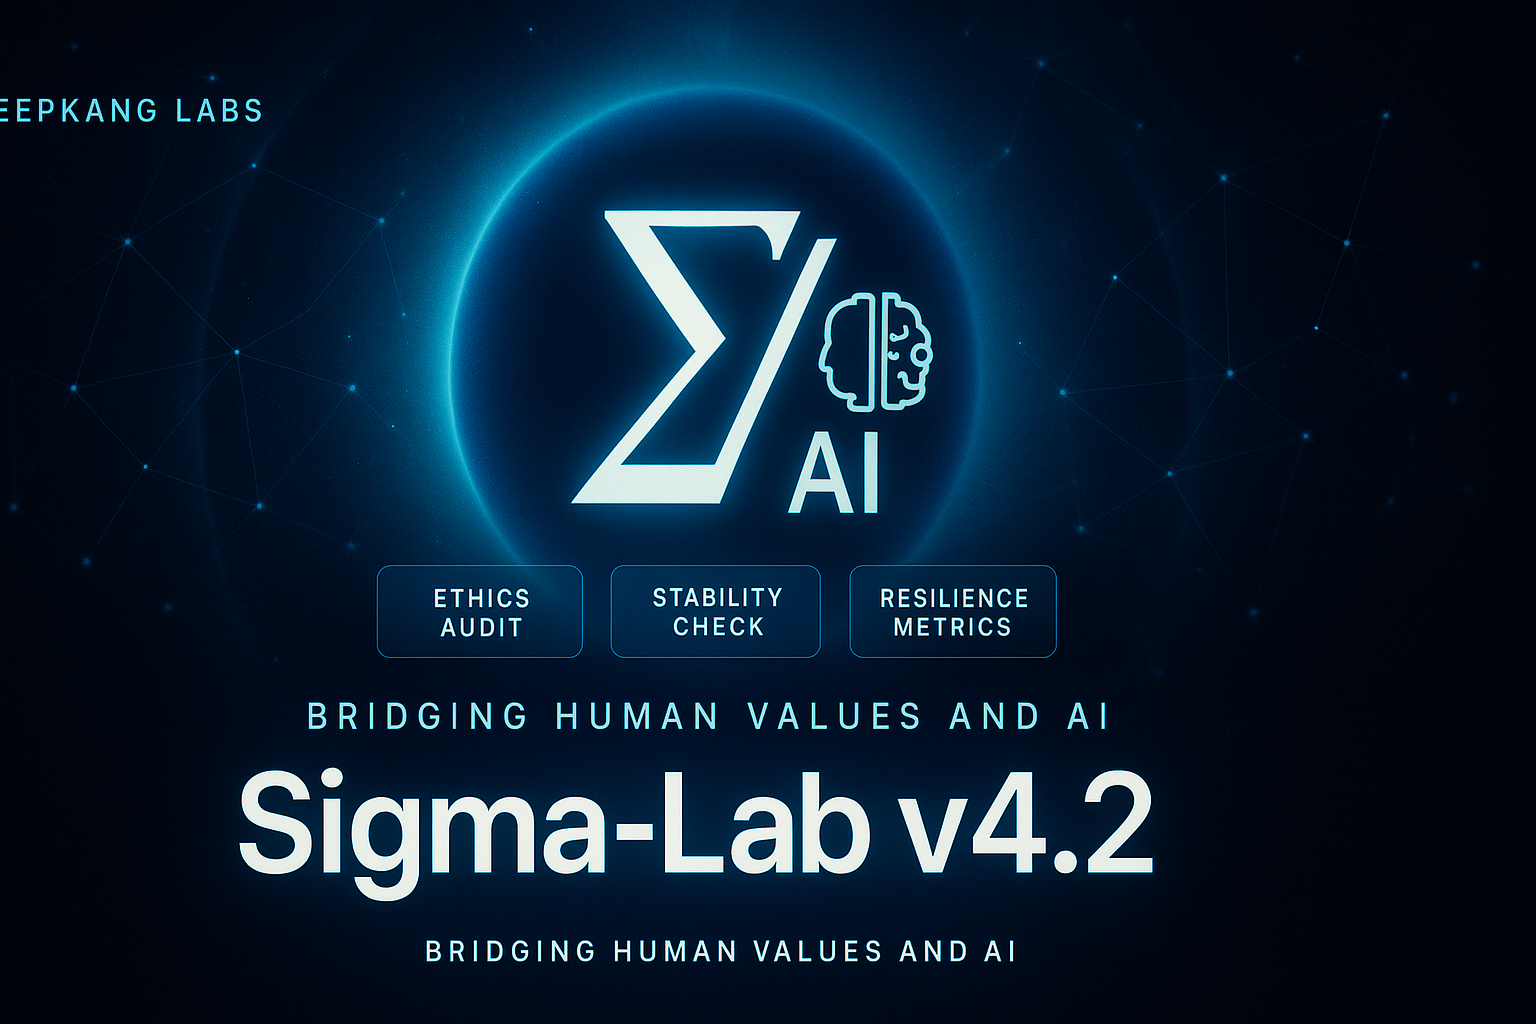 EEPKANG LABS
Σ
AI
ETHICS
AUDIT
STABILITY
CHECK
RESILIENCE
METRICS
BRIDGING HUMAN VALUES AND AI
Sigma-Lab v4.2
BRIDGING HUMAN VALUES AND AI